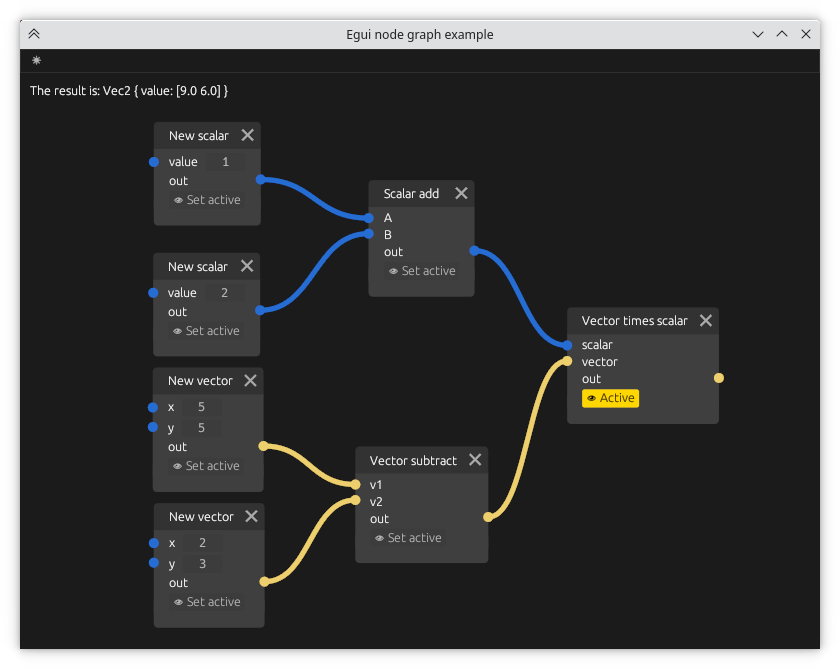 Egui node graph example
The result is: Vec2 { value: [9.0 6.0] }
New scalar
value 1
out
Set active
New scalar
value 2
out
Set active
New vector
x 5
y 5
out
Set active
New vector
x 2
y 3
out
Set active
Scalar add
A
B
out
Set active
Vector subtract
v1
v2
out
Set active
Vector times scalar
scalar
vector
out
Active